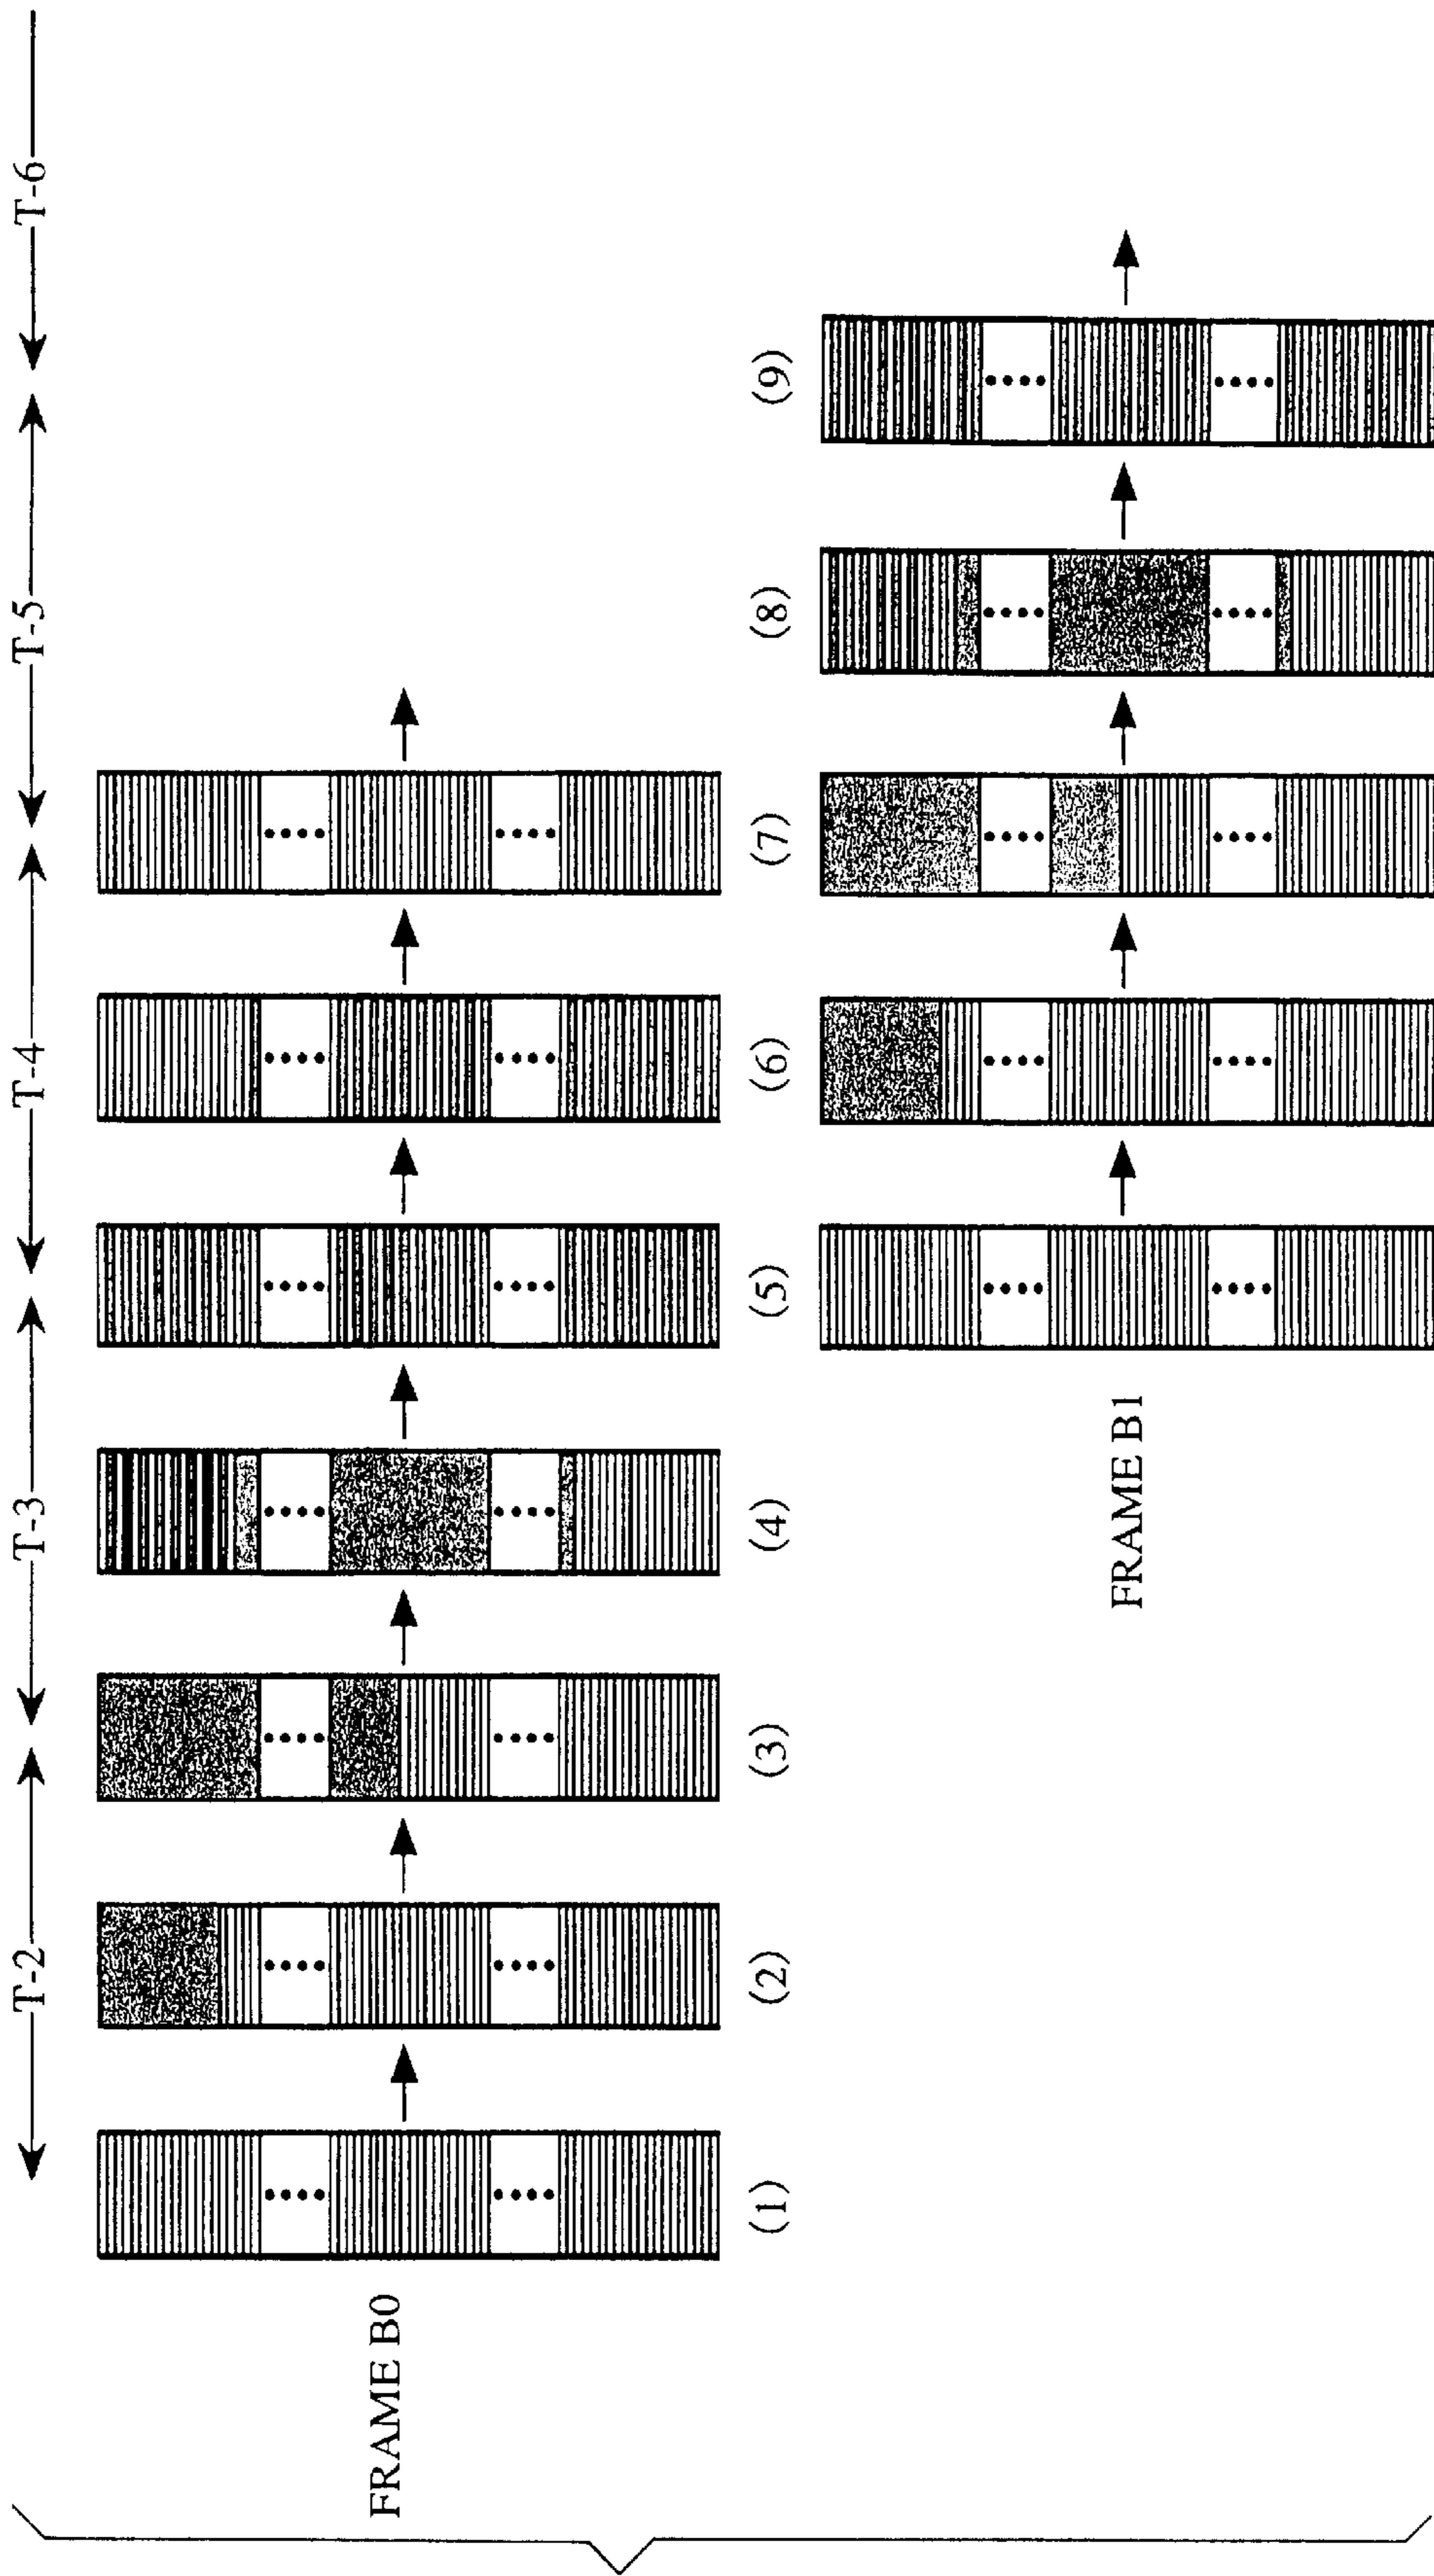 T-2
T-3
T-4
T-5
T-6
FRAME B0
(1)
(2)
(3)
(4)
(5)
(6)
(7)
(8)
(9)
FRAME B1